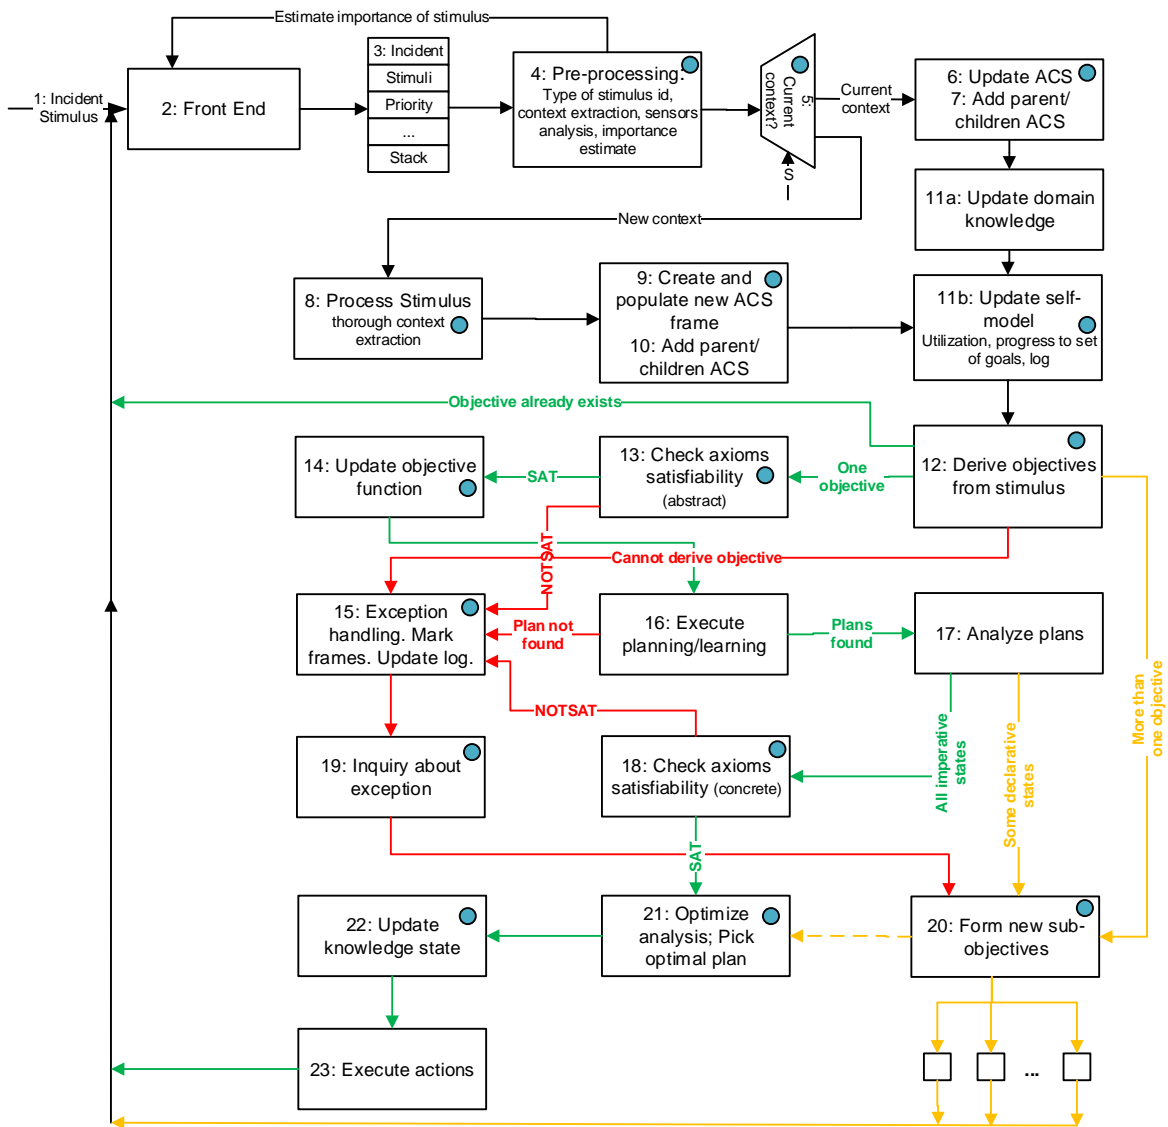 Estimate importance of stimulus
1: Incident
Stimulus
2: Front End
3: Incident
Stimuli
Priority
...
Stack
4: Pre-processing:
Type of stimulus id,
context extraction, sensors
analysis, importance
estimate
5:
Current
context?
S
Current
context
6: Update ACS
7: Add parent/
children ACS
New context
11a: Update domain
knowledge
8: Process Stimulus
thorough context
extraction
9: Create and
populate new ACS
frame
10: Add parent/
children ACS
11b: Update self-
model
Utilization, progress to set
of goals, log
Objective already exists
14: Update objective
function
SAT
13: Check axioms
satisfiability
(abstract)
One
objective
12: Derive objectives
from stimulus
NOTSAT
Cannot derive objective
15: Exception
handling. Mark
frames. Update log.
Plan not
found
16: Execute
planning/learning
Plans
found
17: Analyze plans
More than
one objective
NOTSAT
19: Inquiry about
exception
18: Check axioms
satisfiability (concrete)
All imperative
states
Some declarative
states
SAT
22: Update
knowledge state
21: Optimize
analysis; Pick
optimal plan
20: Form new sub-
objectives
23: Execute actions
...